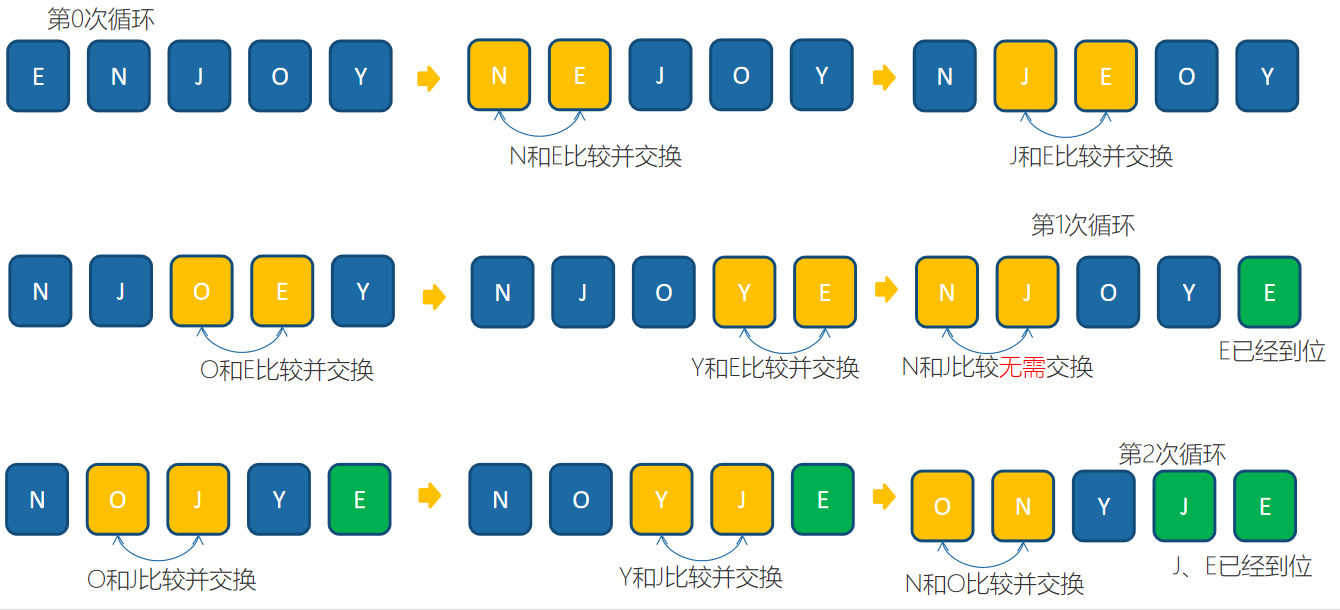 第0次循环
E N J O Y
N E J O Y
N J E O Y
N和E比较并交换
J和E比较并交换
第1次循环
N J O E Y
N J O Y E
N J O Y E
O和E比较并交换
Y和E比较并交换
N和J比较无需交换
E已经到位
第2次循环
N O J Y E
N O Y J E
O N Y J E
O和J比较并交换
Y和J比较并交换
N和O比较并交换
J、E已经到位